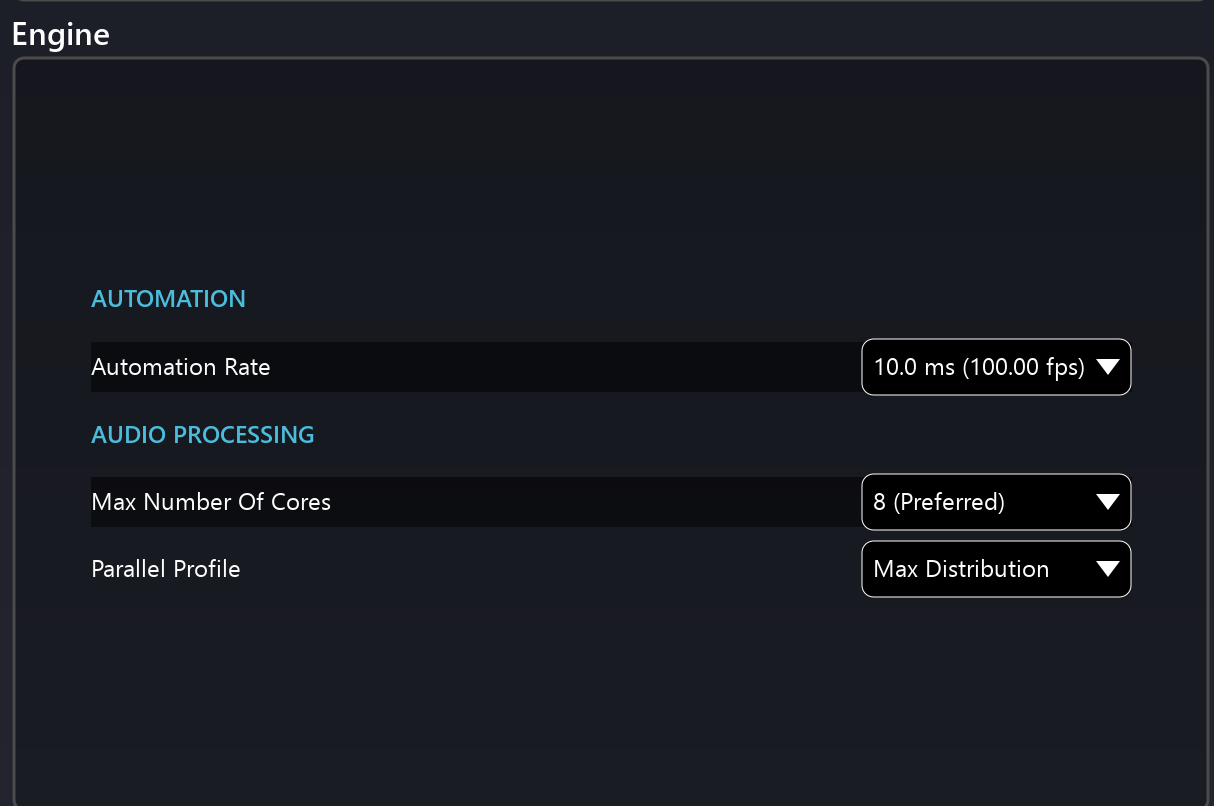 Engine
AUTOMATION
Automation Rate 10.0 ms (100.00 fps)
AUDIO PROCESSING
Max Number Of Cores 8 (Preferred)
Parallel Profile Max Distribution